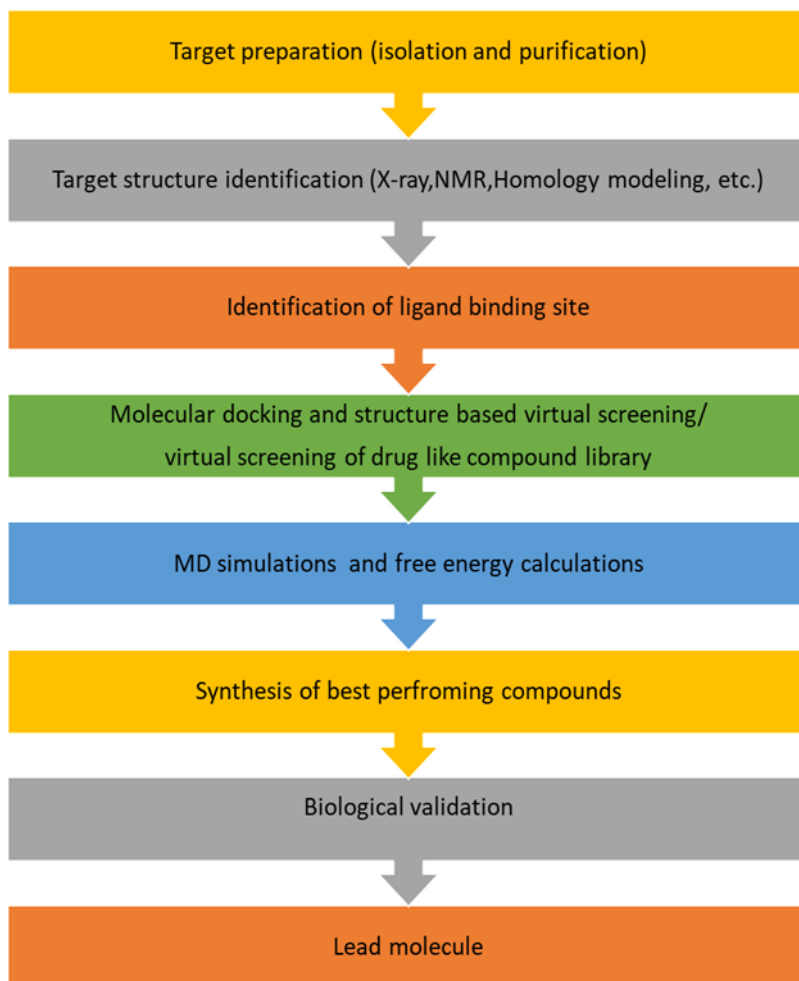 Target preparation (isolation and purification)
Target structure identification (X-ray,NMR,Homology modeling, etc.)
Identification of ligand binding site
Molecular docking and structure based virtual screening/
virtual screening of drug like compound library
MD simulations  and free energy calculations
Synthesis of best perfroming compounds
Biological validation
Lead molecule